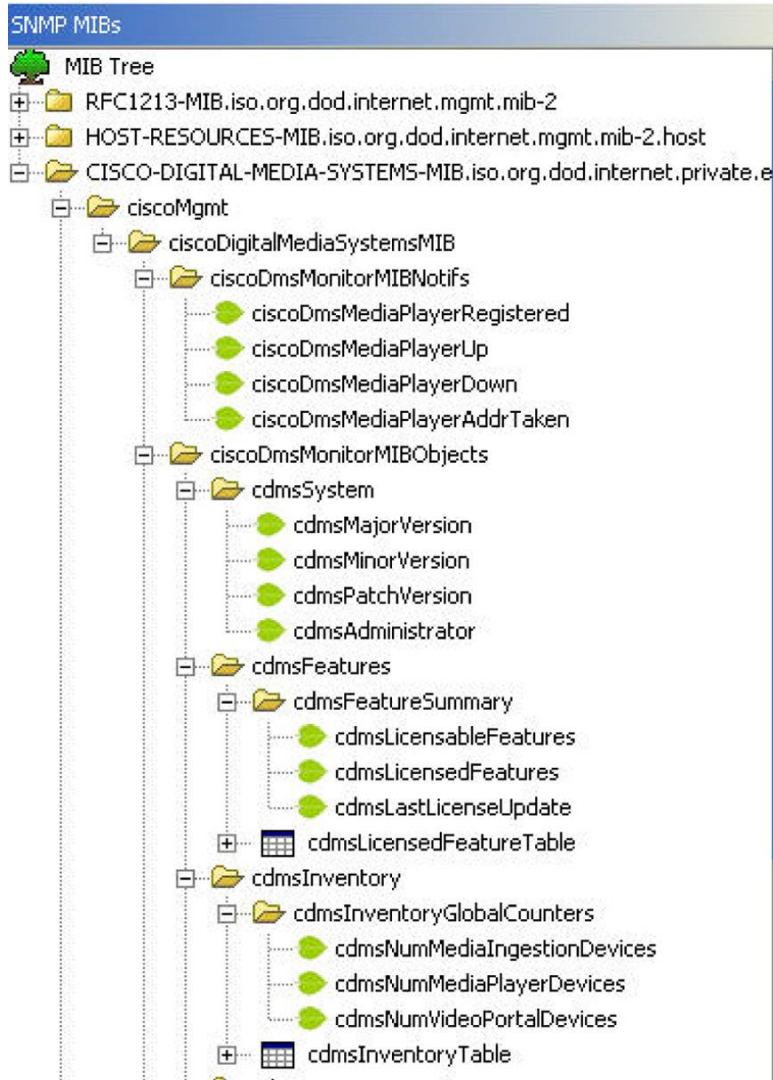 SNMP MIBs
MIB Tree
RFC1213-MIB.iso.org.dod.internet.mgmt.mib-2
HOST-RESOURCES-MIB.iso.org.dod.internet.mgmt.mib-2.host
CISCO-DIGITAL-MEDIA-SYSTEMS-MIB.iso.org.dod.internet.private.e
ciscoMgmt
ciscoDigitalMediaSystemsMIB
ciscoDmsMonitorMIBNotifs
ciscoDmsMediaPlayerRegistered
ciscoDmsMediaPlayerUp
ciscoDmsMediaPlayerDown
ciscoDmsMediaPlayerAddrTaken
ciscoDmsMonitorMIBObjects
cdmsSystem
cdmsMajorVersion
cdmsMinorVersion
cdmsPatchVersion
cdmsAdministrator
cdmsFeatures
cdmsFeatureSummary
cdmsLicensableFeatures
cdmsLicensedFeatures
cdmsLastLicenseUpdate
cdmsLicensedFeatureTable
cdmsInventory
cdmsInventoryGlobalCounters
cdmsNumMediaIngestionDevices
cdmsNumMediaPlayerDevices
cdmsNumVideoPortalDevices
cdmsInventoryTable